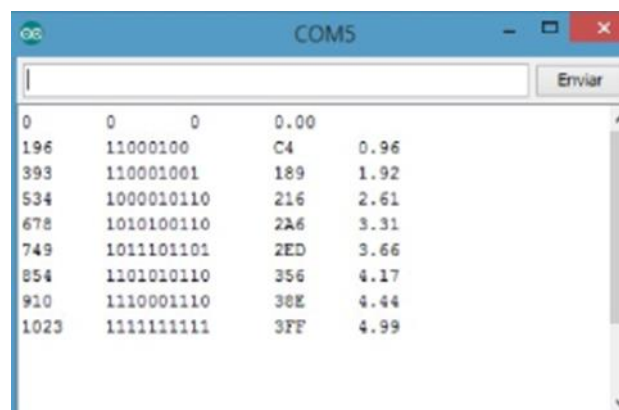 COM5
Enviar
0 0 0 0.00
196 11000100 C4 0.96
393 110001001 189 1.92
534 1000010110 216 2.61
678 1010100110 2A6 3.31
749 1011101101 2ED 3.66
854 1101010110 356 4.17
910 1110001110 38E 4.44
1023 1111111111 3FF 4.99